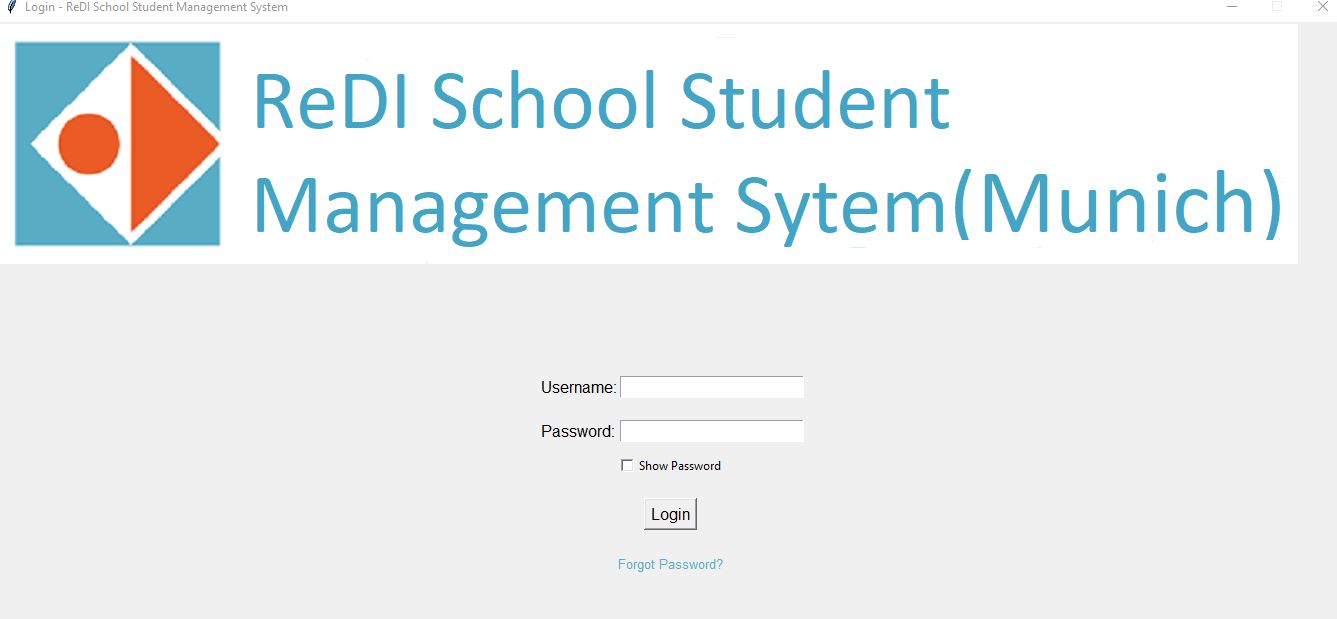 Login - ReDI School Student Management System
ReDI School Student
Management Sytem(Munich)
Username:
Password:
Show Password
Login
Forgot Password?